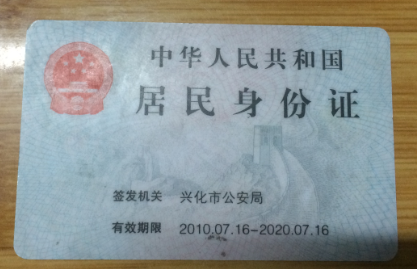 中华人民共和国
居民身份证
签发机关 兴化市公安局
有效期限 2010.07.16-2020.07.16